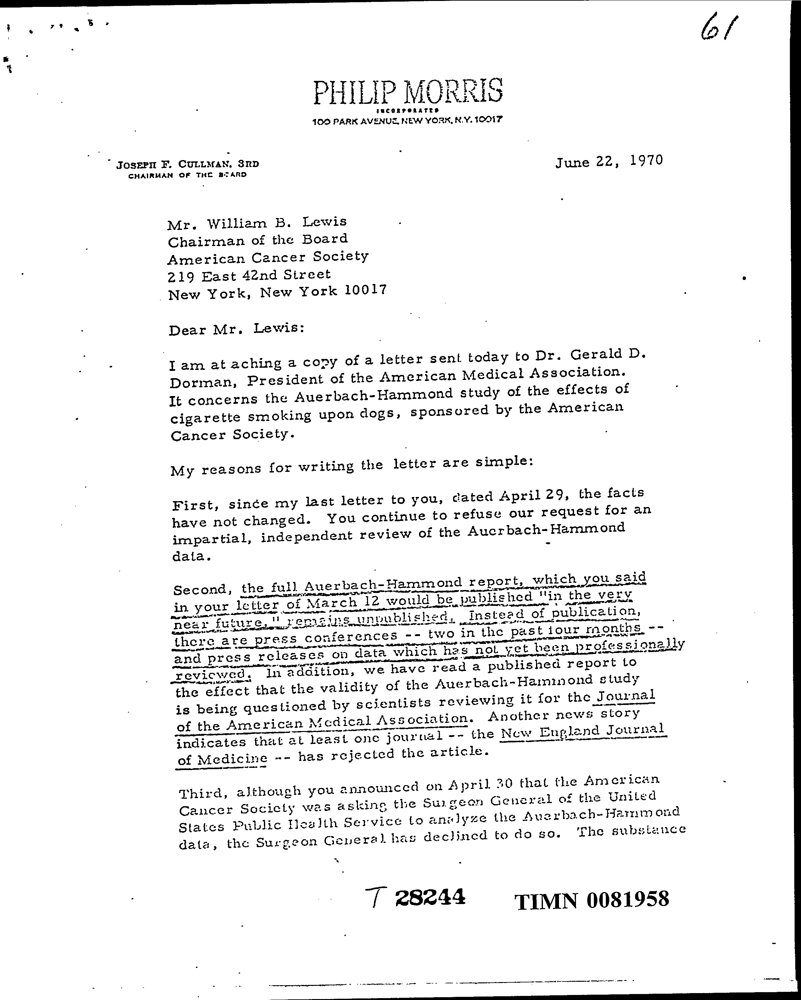 61
PHILIP MORRIS
INCORPORATED
100 PARK AVENUE, NEW YORK, N.Y. 10017
JOSEPH F. CULLMAN, 3RD
CHAIRMAN OF THE BOARD
June 22, 1970
Mr. William B. Lewis
Chairman of the Board
American Cancer Society
219 East 42nd Street
New York, New York 10017
Dear Mr. Lewis:
I am at aching a copy of a letter sent today to Dr. Gerald D.
Dorman, President of the American Medical Association.
It concerns the Auerbach-Hammond study of the effects of
cigarette smoking upon dogs, sponsored by the American
Cancer Society.
My reasons for writing the letter are simple:
First, since my last letter to you, dated April 29, the facts
have not changed. You continue to refuse our request for an
impartial, independent review of the Auerbach-Hammond
data.
Second, the full Auerbach-Hammond report, which you said
in your letter of March 12 would be published "in the very
near future," remains unpublished. Instead of publication,
there are press conferences -- two in the past four months --
and press releases on data which has not yet been professionally
reviewed. In addition, we have read a published report to
the effect that the validity of the Auerbach-Hammond study
is being questioned by scientists reviewing it for the Journal
of the American Medical Association. Another news story
indicates that at least one journal -- the New England Journal
of Medicine -- has rejected the article.
Third, although you announced on April 30 that the American
Cancer Society was asking the Surgeon General of the United
States Public Health Service to analyze the Auerbach-Hammond
data, the Surgeon General has declined to do so. The substance
T 28244
TIMN 0081958